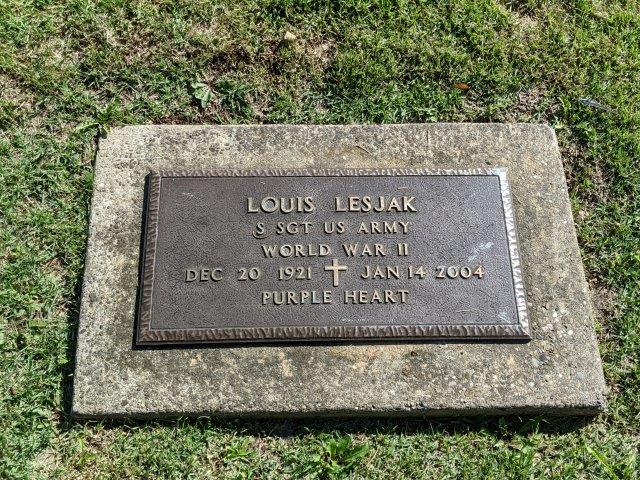 LOUIS LESJAK
S SGT US ARMY
WORLD WAR II
DEC 20 1921 JAN 14 2004
PURPLE HEART